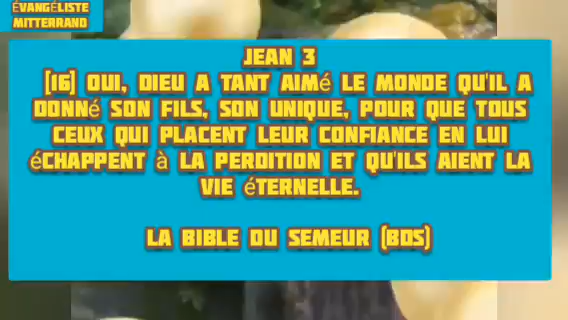 évangéliste
MITTERRAND
JEAN 3
[16] OUI, DIEU A TANT AIMé LE MONDE QU'IL A
DONNé SON FILS, SON UNIQUE, POUR QUE TOUS
CEUX QUI PLACENT LEUR CONFIANCE EN LUI
éCHAPPENT à LA PERDITION ET QU'ILS AIENT LA
VIE éTERNELLE.
LA BIBLE DU SEMEUR (BDS)